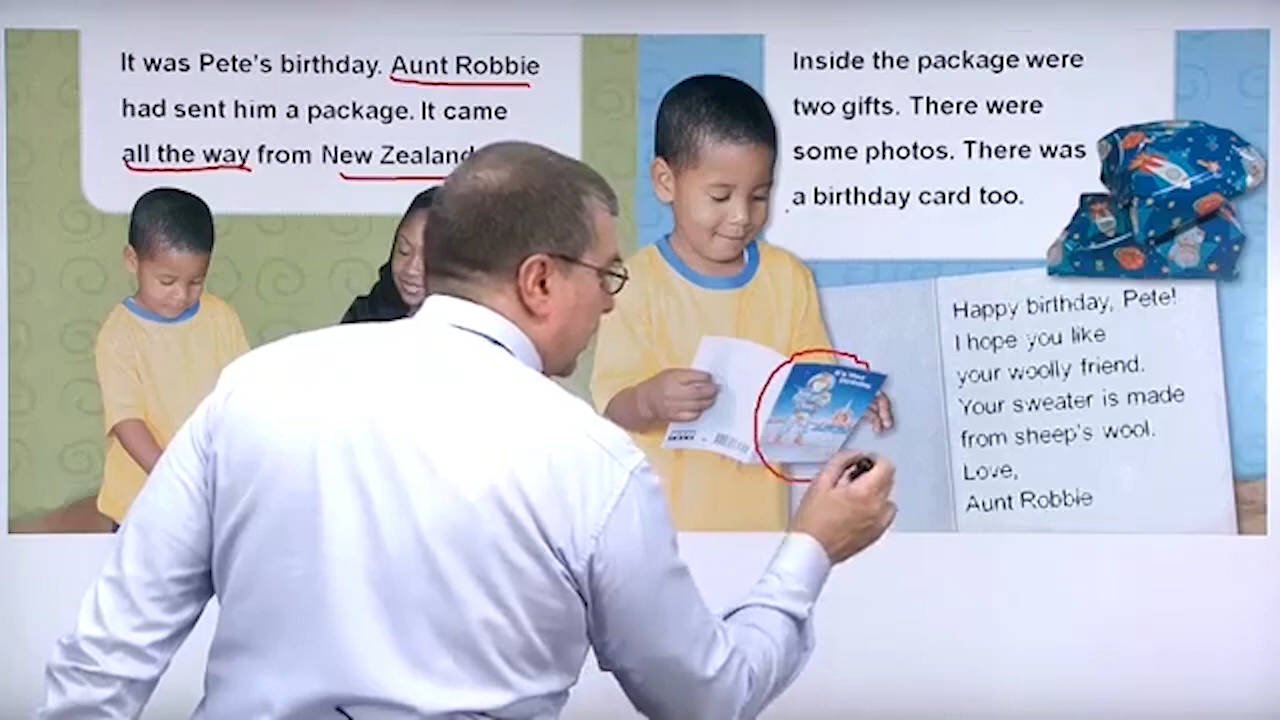 It was Pete's birthday. Aunt Robbie
had sent him a package. It came
all the way from New Zealand
Inside the package were
two gifts. There were
some photos. There was
a birthday card too.
Happy birthday, Pete!
I hope you like
your woolly friend.
Your sweater is made
from sheep's wool.
Love,
Aunt Robbie